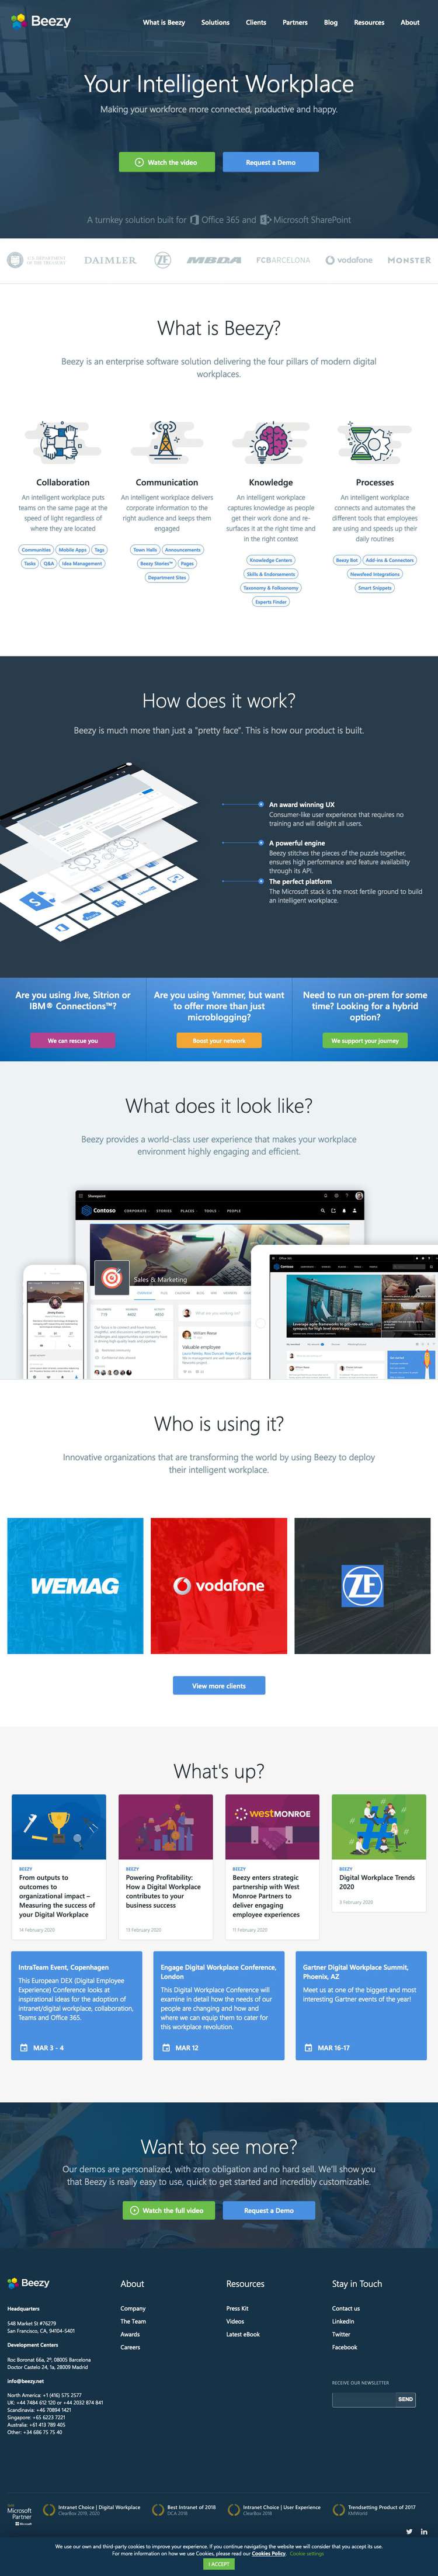 Beezy
What is Beezy Solutions Clients Partners Blog Resources About
Your Intelligent Workplace
Making your workforce more connected, productive and happy.
Watch the video
Request a Demo
A turnkey solution built for Office 365 and Microsoft SharePoint
DAIMLER ZF MBDA FCBARCELONA vodafone MONSTER
What is Beezy?
Beezy is an enterprise software solution delivering the four pillars of modern digital
workplaces.
Collaboration
An intelligent workplace puts
teams on the same page at the
speed of light regardless of
where they are located
Communities Mobile Apps Tags
Tasks Q&A Idea Management
Communication
An intelligent workplace delivers
corporate information to the
right audience and keeps them
engaged
Town Halls Announcements
Beezy Stories™ Pages
Department Sites
Knowledge
An intelligent workplace
captures knowledge as people
get their work done and re-
surfaces it at the right time and
in the right context
Knowledge Centers
Skills & Endorsements
Taxonomy & Folksonomy
Experts Finder
Processes
An intelligent workplace
connects and automates the
different tools that employees
are using and speeds up their
daily routines
Beezy Bot Add-ins & Connectors
Newsfeed Integrations
Smart Snippets
How does it work?
Beezy is much more than just a "pretty face". This is how our product is built.
An award winning UX
Consumer-like user experience that requires no
training and will delight all users.
A powerful engine
Beezy stitches the pieces of the puzzle together,
ensures high performance and feature availability
through its API.
The perfect platform
The Microsoft stack is the most fertile ground to build
an intelligent workplace.
Are you using Jive, Sitrion or
IBM® Connections™?
We can rescue you
Are you using Yammer, but want
to offer more than just
microblogging?
Boost your network
Need to run on-prem for some
time? Looking for a hybrid
option?
We support your journey
What does it look like?
Beezy provides a world-class user experience that makes your workplace
environment highly engaging and efficient.
Sharepoint
Contoso CORPORATE STORIES PLACES TOOLS PEOPLE
Sales & Marketing
What are you working on?
Valuable employee
Office 365
Contoso
Who is using it?
Innovative organizations that are transforming the world by using Beezy to deploy
their intelligent workplace.
WEMAG
vodafone
ZF
View more clients
What's up?
BEEZY
From outputs to
outcomes to
organizational impact –
Measuring the success of
your Digital Workplace
14 February 2020
BEEZY
Powering Profitability:
How a Digital Workplace
contributes to your
business success
13 February 2020
westMONROE
BEEZY
Beezy enters strategic
partnership with West
Monroe Partners to
deliver engaging
employee experiences
11 February 2020
BEEZY
Digital Workplace Trends
2020
3 February 2020
IntraTeam Event, Copenhagen
This European DEX (Digital Employee
Experience) Conference looks at
inspirational ideas for the adoption of
intranet/digital workplace, collaboration,
Teams and Office 365.
MAR 3 - 4
Engage Digital Workplace Conference,
London
This Digital Workplace Conference will
examine in detail how the needs of our
people are changing and how and
where we can equip them to cater for
this workplace revolution.
MAR 12
Gartner Digital Workplace Summit,
Phoenix, AZ
Meet us at one of the biggest and most
interesting Gartner events of the year!
MAR 16-17
Want to see more?
Our demos are personalized, with zero obligation and no hard sell. We'll show you
that Beezy is really easy to use, quick to get started and incredibly customizable.
Watch the full video
Request a Demo
Beezy
Headquarters
548 Market St #76279
San Francisco, CA, 94104-5401
Development Centers
Roc Boronat 66a, 2º, 08005 Barcelona
Doctor Castelo 24, 1a, 28009 Madrid
info@beezy.net
North America: +1 (416) 575 2577
UK: +44 7484 612 120 or +44 2032 874 841
Scandinavia: +46 70894 1421
Singapore: +65 6223 7221
Australia: +61 413 789 405
Other: +34 686 75 75 40
About
Company
The Team
Awards
Careers
Resources
Press Kit
Videos
Latest eBook
Stay in Touch
Contact us
LinkedIn
Twitter
Facebook
RECEIVE OUR NEWSLETTER
SEND
Microsoft
Partner
Microsoft
Intranet Choice | Digital Workplace
ClearBox 2019, 2020
Best Intranet of 2018
DCA 2018
Intranet Choice | User Experience
ClearBox 2018
Trendsetting Product of 2017
KMWorld
We use our own and third-party cookies to improve your experience. If you continue navigating the website we will consider that you accept its use.
For more information on how we use Cookies, please read our Cookies Policy. Cookie settings
I ACCEPT